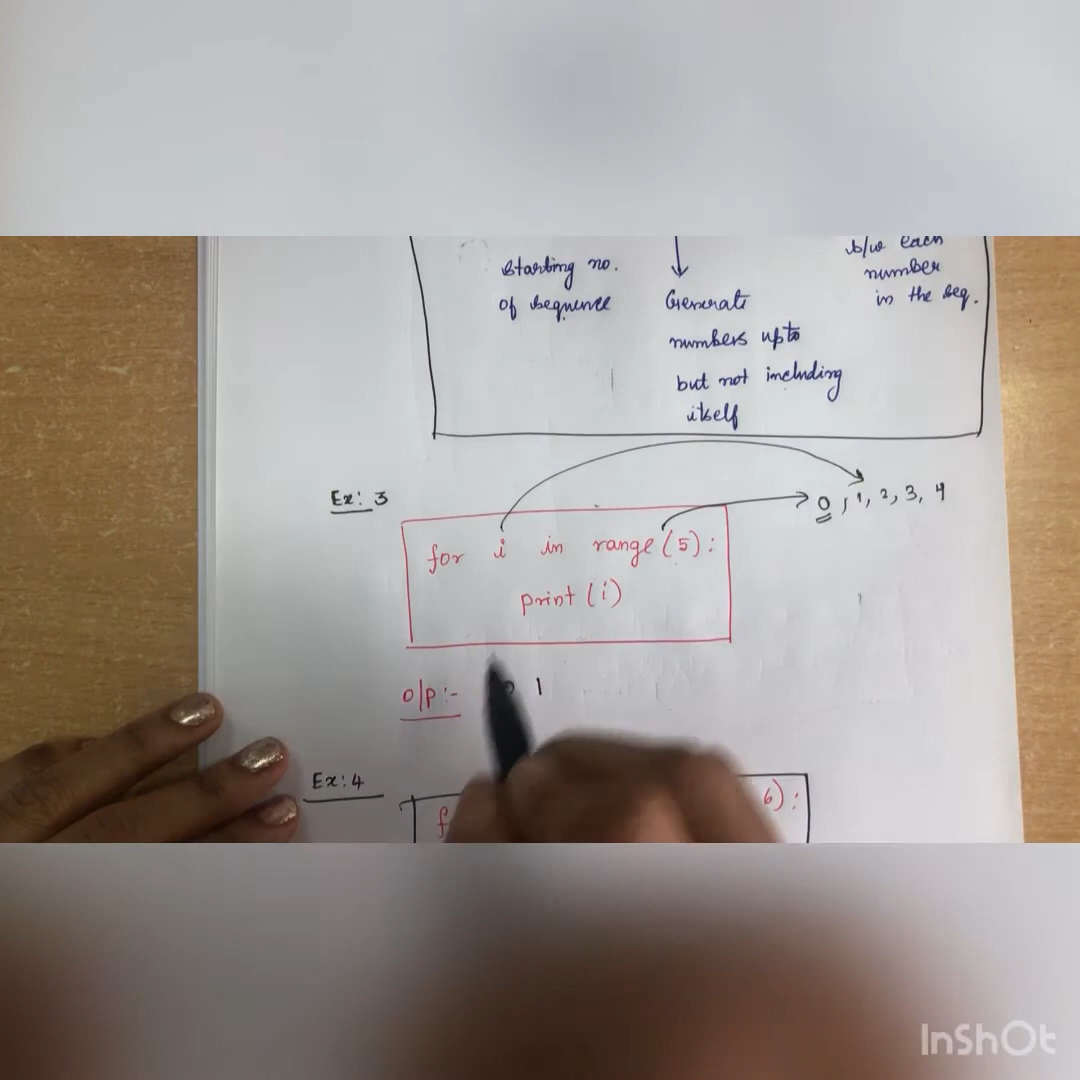 starting no.
of sequence
Generate
numbers upto
but not including
itself
b/w each
number
in the seq.
Ex: 3
0, 1, 2, 3, 4
for i in range (5):
print (i)
o/p:- 0 1
Ex: 4
f
6):
InShOt